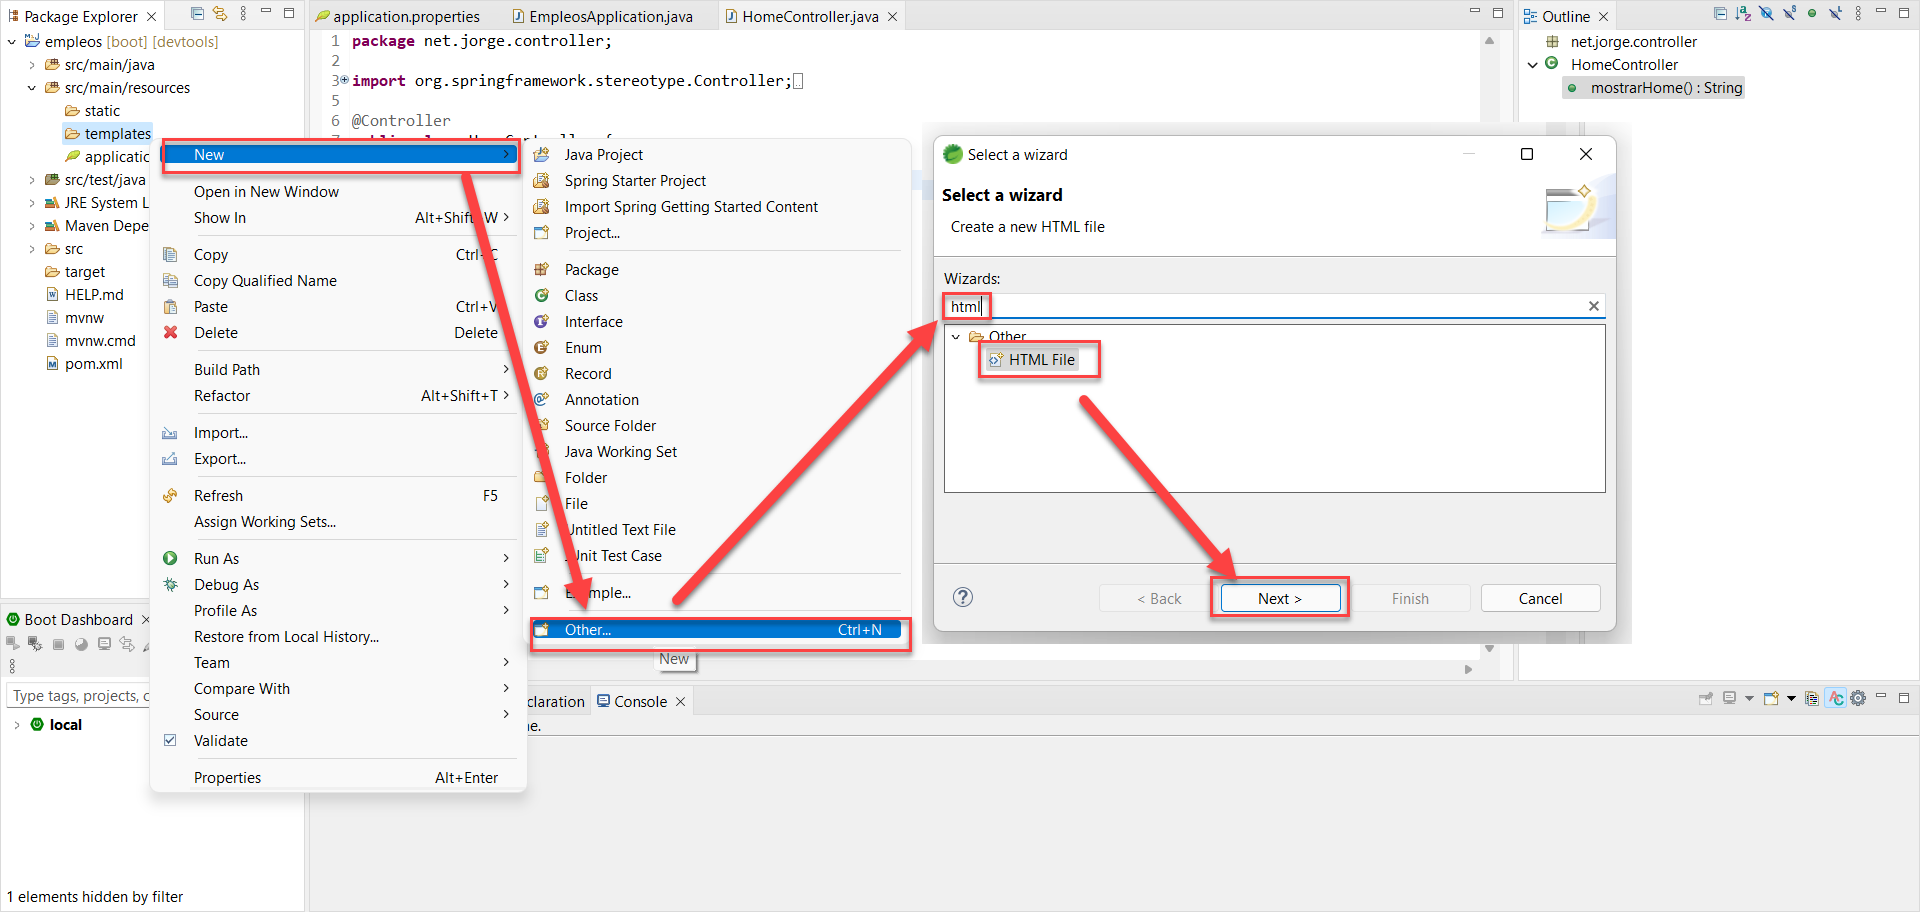 Package Explorer
empleos [boot] [devtools]
src/main/java
src/main/resources
static
templates
applicatic
src/test/java
JRE System L
Maven Depe
src
target
HELP.md
mvnw
mvnw.cmd
pom.xml
Boot Dashboard
Type tags, projects, c
local
1 elements hidden by filter
application.properties
EmpleosApplication.java
HomeController.java
1 package net.jorge.controller;
2
3 import org.springframework.stereotype.Controller;
5
6 @Controller
New
Open in New Window
Show In Alt+Shift+W
Copy Ctrl+C
Copy Qualified Name
Paste Ctrl+V
Delete Delete
Build Path
Refactor Alt+Shift+T
Import...
Export...
Refresh F5
Assign Working Sets...
Run As
Debug As
Profile As
Restore from Local History...
Team
Compare With
Source
Validate
Properties Alt+Enter
Java Project
Spring Starter Project
Import Spring Getting Started Content
Project...
Package
Class
Interface
Enum
Record
Annotation
Source Folder
Java Working Set
Folder
File
Untitled Text File
JUnit Test Case
Example...
Other... Ctrl+N
New
Select a wizard
Select a wizard
Create a new HTML file
Wizards:
html
Other
HTML File
< Back
Next >
Finish
Cancel
Outline
net.jorge.controller
HomeController
mostrarHome() : String
claration
Console
e.